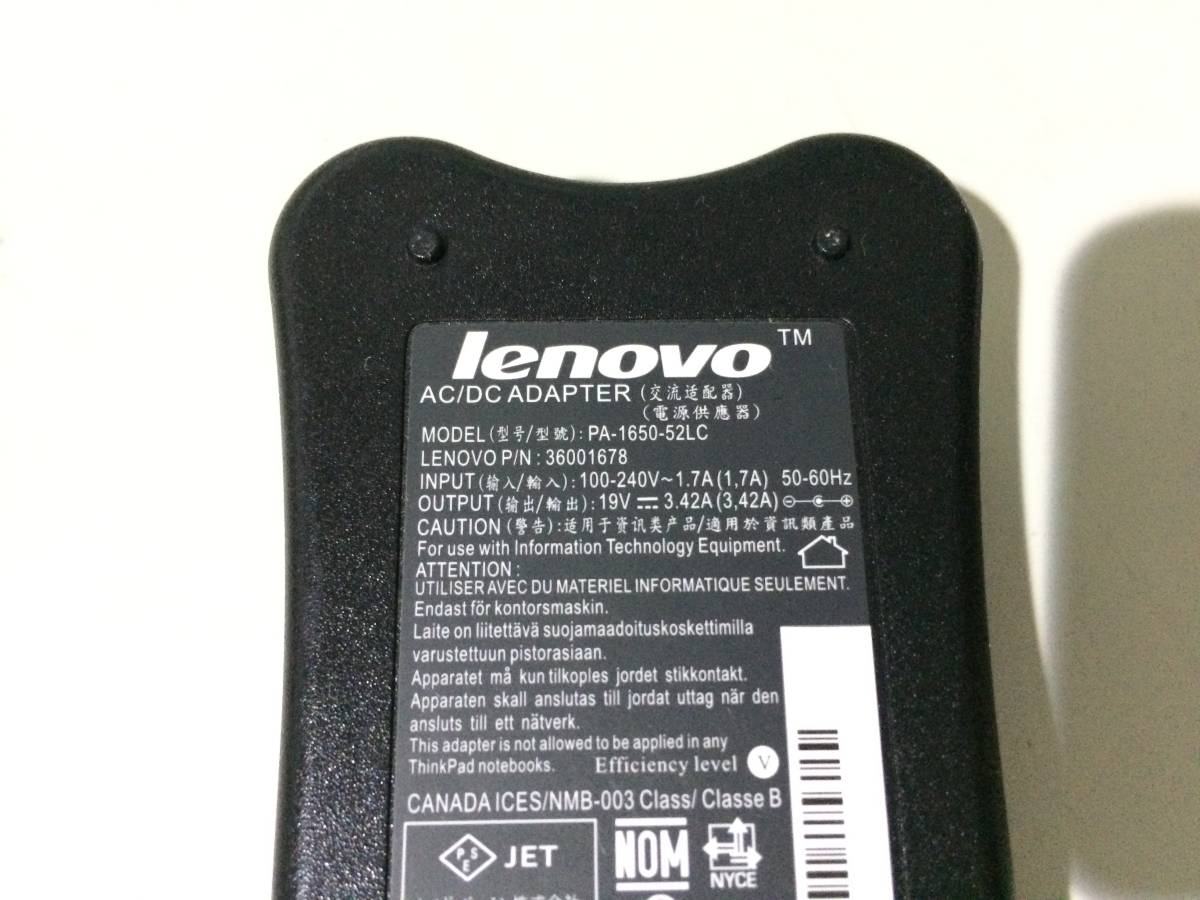 lenovo™
AC/DC ADAPTER (交流适配器)
(電源供應器)
MODEL (型号/型號): PA-1650-52LC
LENOVO P/N : 36001678
INPUT (输入/輸入): 100-240V~1.7A (1,7A) 50-60Hz
OUTPUT (输出/輸出): 19V ⎓ 3.42A (3,42A)
CAUTION (警告): 适用于资讯类产品/適用於資訊類產品
For use with Information Technology Equipment.
ATTENTION :
UTILISER AVEC DU MATERIEL INFORMATIQUE SEULEMENT.
Endast för kontorsmaskin.
Laite on liitettävä suojamaadoituskoskettimilla
varustettuun pistorasiaan.
Apparatet må kun tilkoples jordet stikkontakt.
Apparaten skall anslutas till jordat uttag när den
ansluts till ett nätverk.
This adapter is not allowed to be applied in any
ThinkPad notebooks. Efficiency level V
CANADA ICES/NMB-003 Class/ Classe B
PSE JET NOM
NYCE